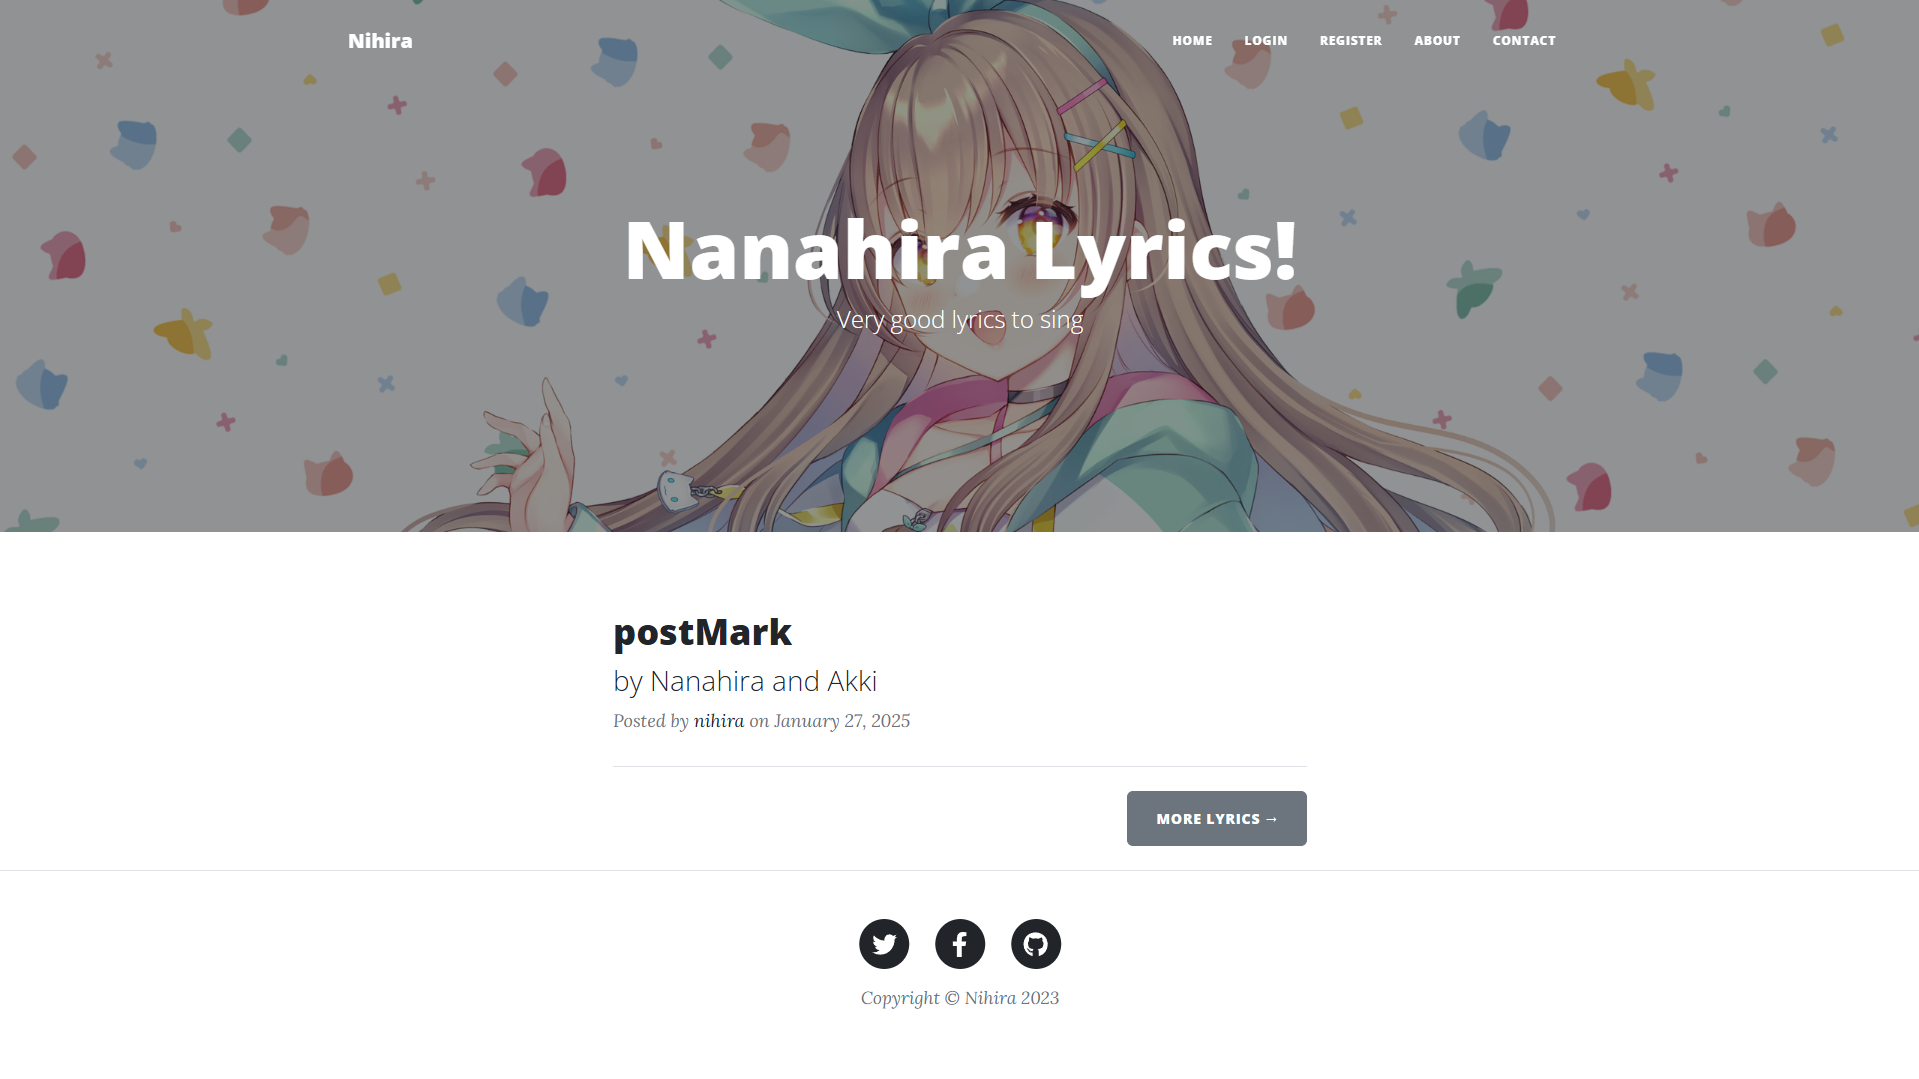 Nihira
HOME LOGIN REGISTER ABOUT CONTACT
Nanahira Lyrics!
Very good lyrics to sing
postMark
by Nanahira and Akki
Posted by nihira on January 27, 2025
MORE LYRICS →
Copyright © Nihira 2023